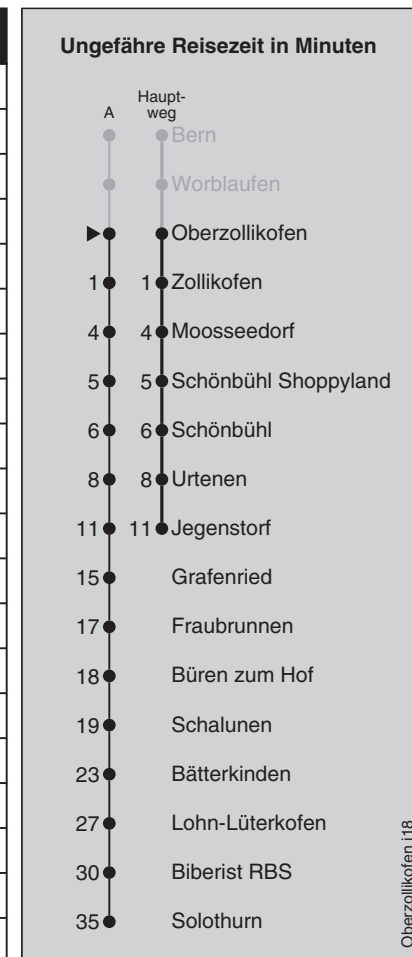 Ungefähre Reisezeit in Minuten
A Haupt-
weg
Bern
Worblaufen
Oberzollikofen
1 1 Zollikofen
4 4 Moosseedorf
5 5 Schönbühl Shoppyland
6 6 Schönbühl
8 8 Urtenen
11 11 Jegenstorf
15 Grafenried
17 Fraubrunnen
18 Büren zum Hof
19 Schalunen
23 Bätterkinden
27 Lohn-Lüterkofen
30 Biberist RBS
35 Solothurn
Oberzollikofen j18